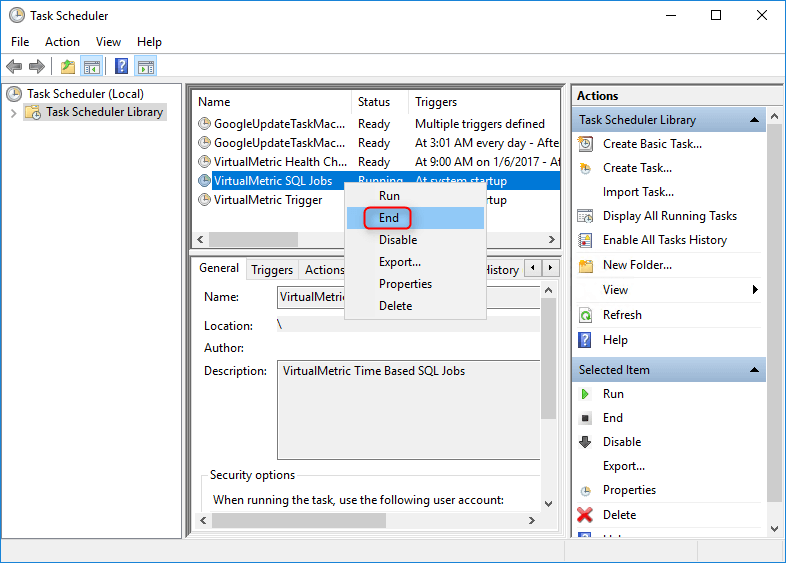 Task Scheduler
File Action View Help
Task Scheduler (Local)
Task Scheduler Library
Name Status Triggers
GoogleUpdateTaskMac... Ready Multiple triggers defined
GoogleUpdateTaskMac... Ready At 3:01 AM every day - Afte
VirtualMetric Health Ch... Ready At 9:00 AM on 1/6/2017 - Afte
VirtualMetric SQL Jobs Running At system startup
VirtualMetric Trigger
Run
End
Disable
Export...
Properties
Delete
General Triggers Actions History
Name: VirtualMetric
Location: \
Author:
Description: VirtualMetric Time Based SQL Jobs
Security options
When running the task, use the following user account:
Actions
Task Scheduler Library
Create Basic Task...
Create Task...
Import Task...
Display All Running Tasks
Enable All Tasks History
New Folder...
View
Refresh
Help
Selected Item
Run
End
Disable
Export...
Properties
Delete